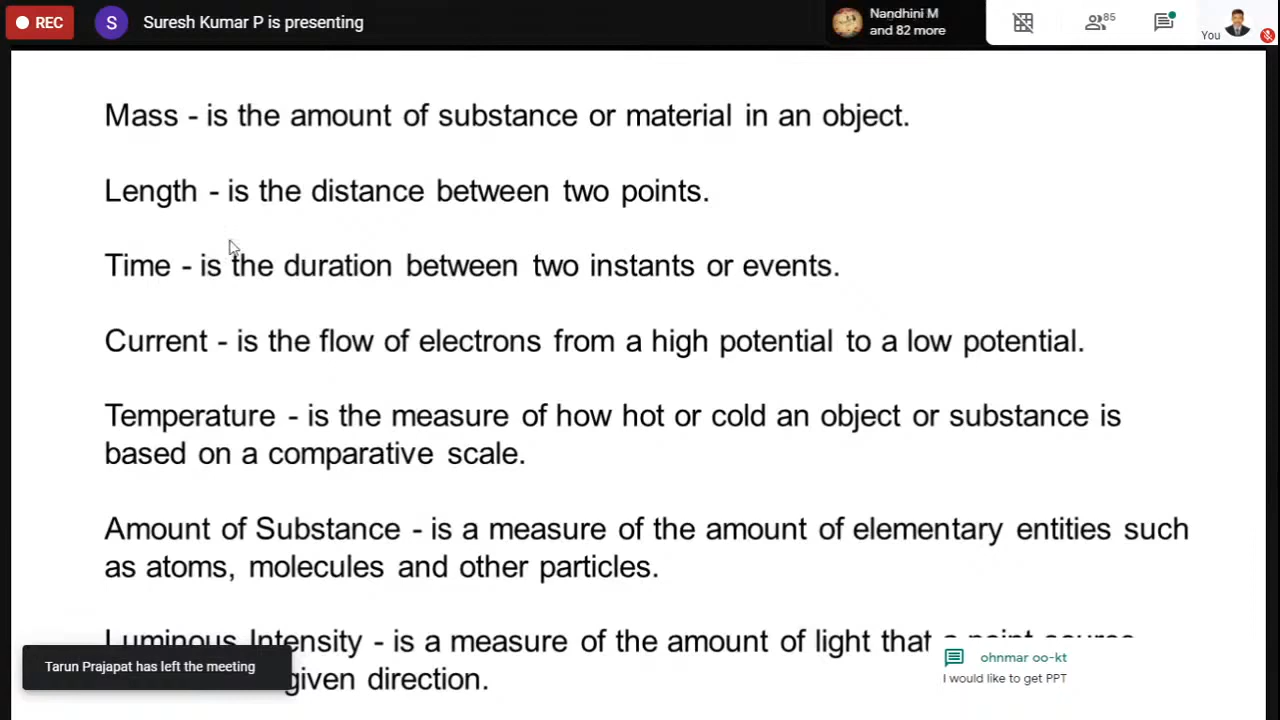 REC
S
Suresh Kumar P is presenting
Nandhini M
and 82 more
85
You
Mass - is the amount of substance or material in an object.
Length - is the distance between two points.
Time - is the duration between two instants or events.
Current - is the flow of electrons from a high potential to a low potential.
Temperature - is the measure of how hot or cold an object or substance is
based on a comparative scale.
Amount of Substance - is a measure of the amount of elementary entities such
as atoms, molecules and other particles.
Luminous Intensity - is a measure of the amount of light that a point source
given direction.
Tarun Prajapat has left the meeting
ohnmar oo-kt
I would like to get PPT